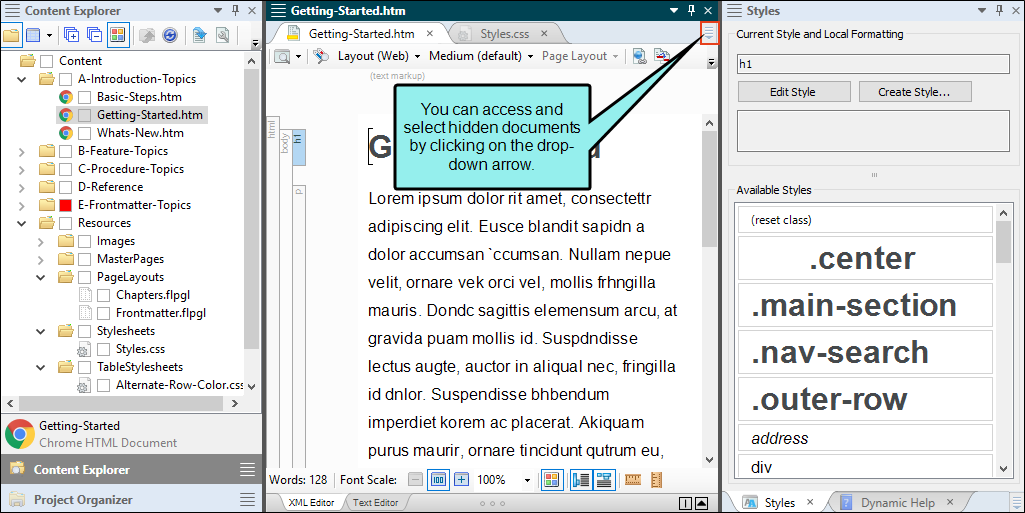 Content Explorer
Content
A-Introduction-Topics
Basic-Steps.htm
Getting-Started.htm
Whats-New.htm
B-Feature-Topics
C-Procedure-Topics
D-Reference
E-Frontmatter-Topics
Resources
Images
MasterPages
PageLayouts
Chapters.flpgl
Frontmatter.flpgl
Stylesheets
Styles.css
TableStylesheets
Alternate-Row-Color.css
Getting-Started
Chrome HTML Document
Content Explorer
Project Organizer
Getting-Started.htm
Getting-Started.htm
Styles.css
Layout (Web)
Medium (default)
Page Layout
(text markup)
html
body
h1
p
You can access and
select hidden documents
by clicking on the drop-
down arrow.
Lorem ipsum dolor rit amet, consectettr
adipiscing elit. Eusce blandit sapidn a
dolor accumsan `ccumsan. Nullam nepue
velit, ornare vek orci vel, mollis frhngilla
mauris. Dondc sagittis elemensum arcu, at
gravida puam mollis id. Suspdndisse
lectus augte, auctor in aliqual nec, fringilla
id dnlor. Suspendisse bhbendum
imperdiet korem ac placerat. Akiquam
purus maurir, ornare tincidunt qutrum eu,
Words: 128
Font Scale:
100
100%
XML Editor
Text Editor
Styles
Current Style and Local Formatting
h1
Edit Style
Create Style...
Available Styles
(reset class)
.center
.main-section
.nav-search
.outer-row
address
div
Styles
Dynamic Help